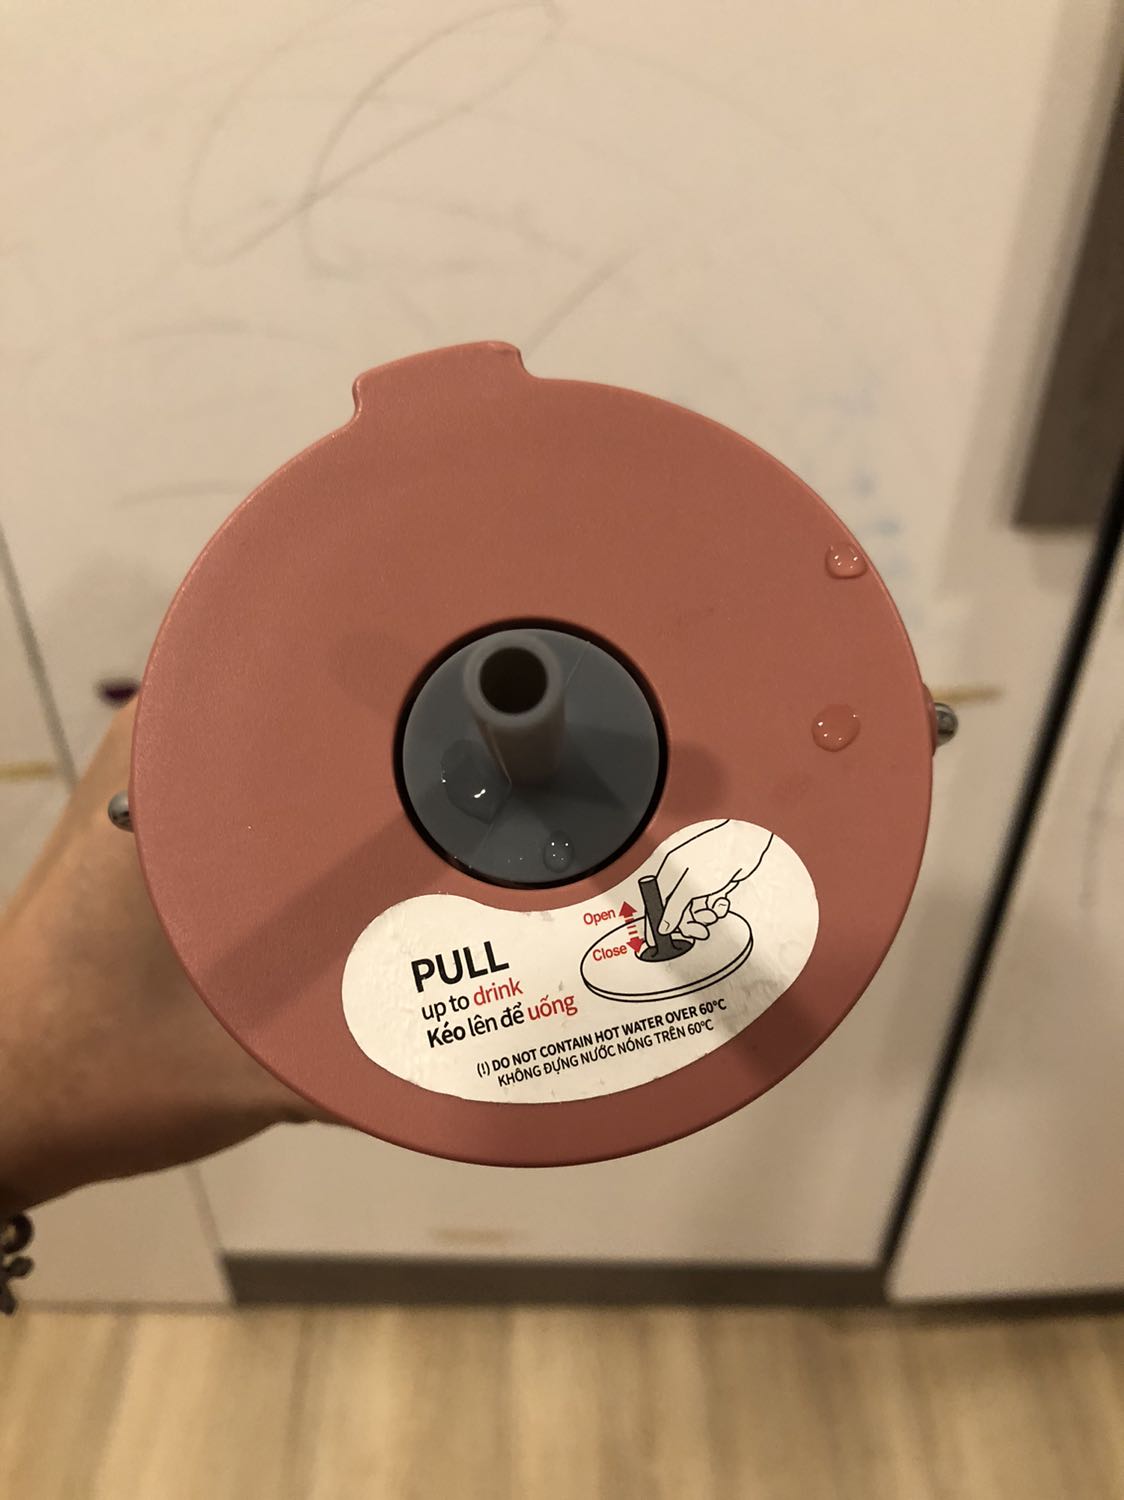 PULL
up to drink
Kéo lên để uống
Open
Close
(!) DO NOT CONTAIN HOT WATER OVER 60°C
KHÔNG ĐỰNG NƯỚC NÓNG TRÊN 60°C